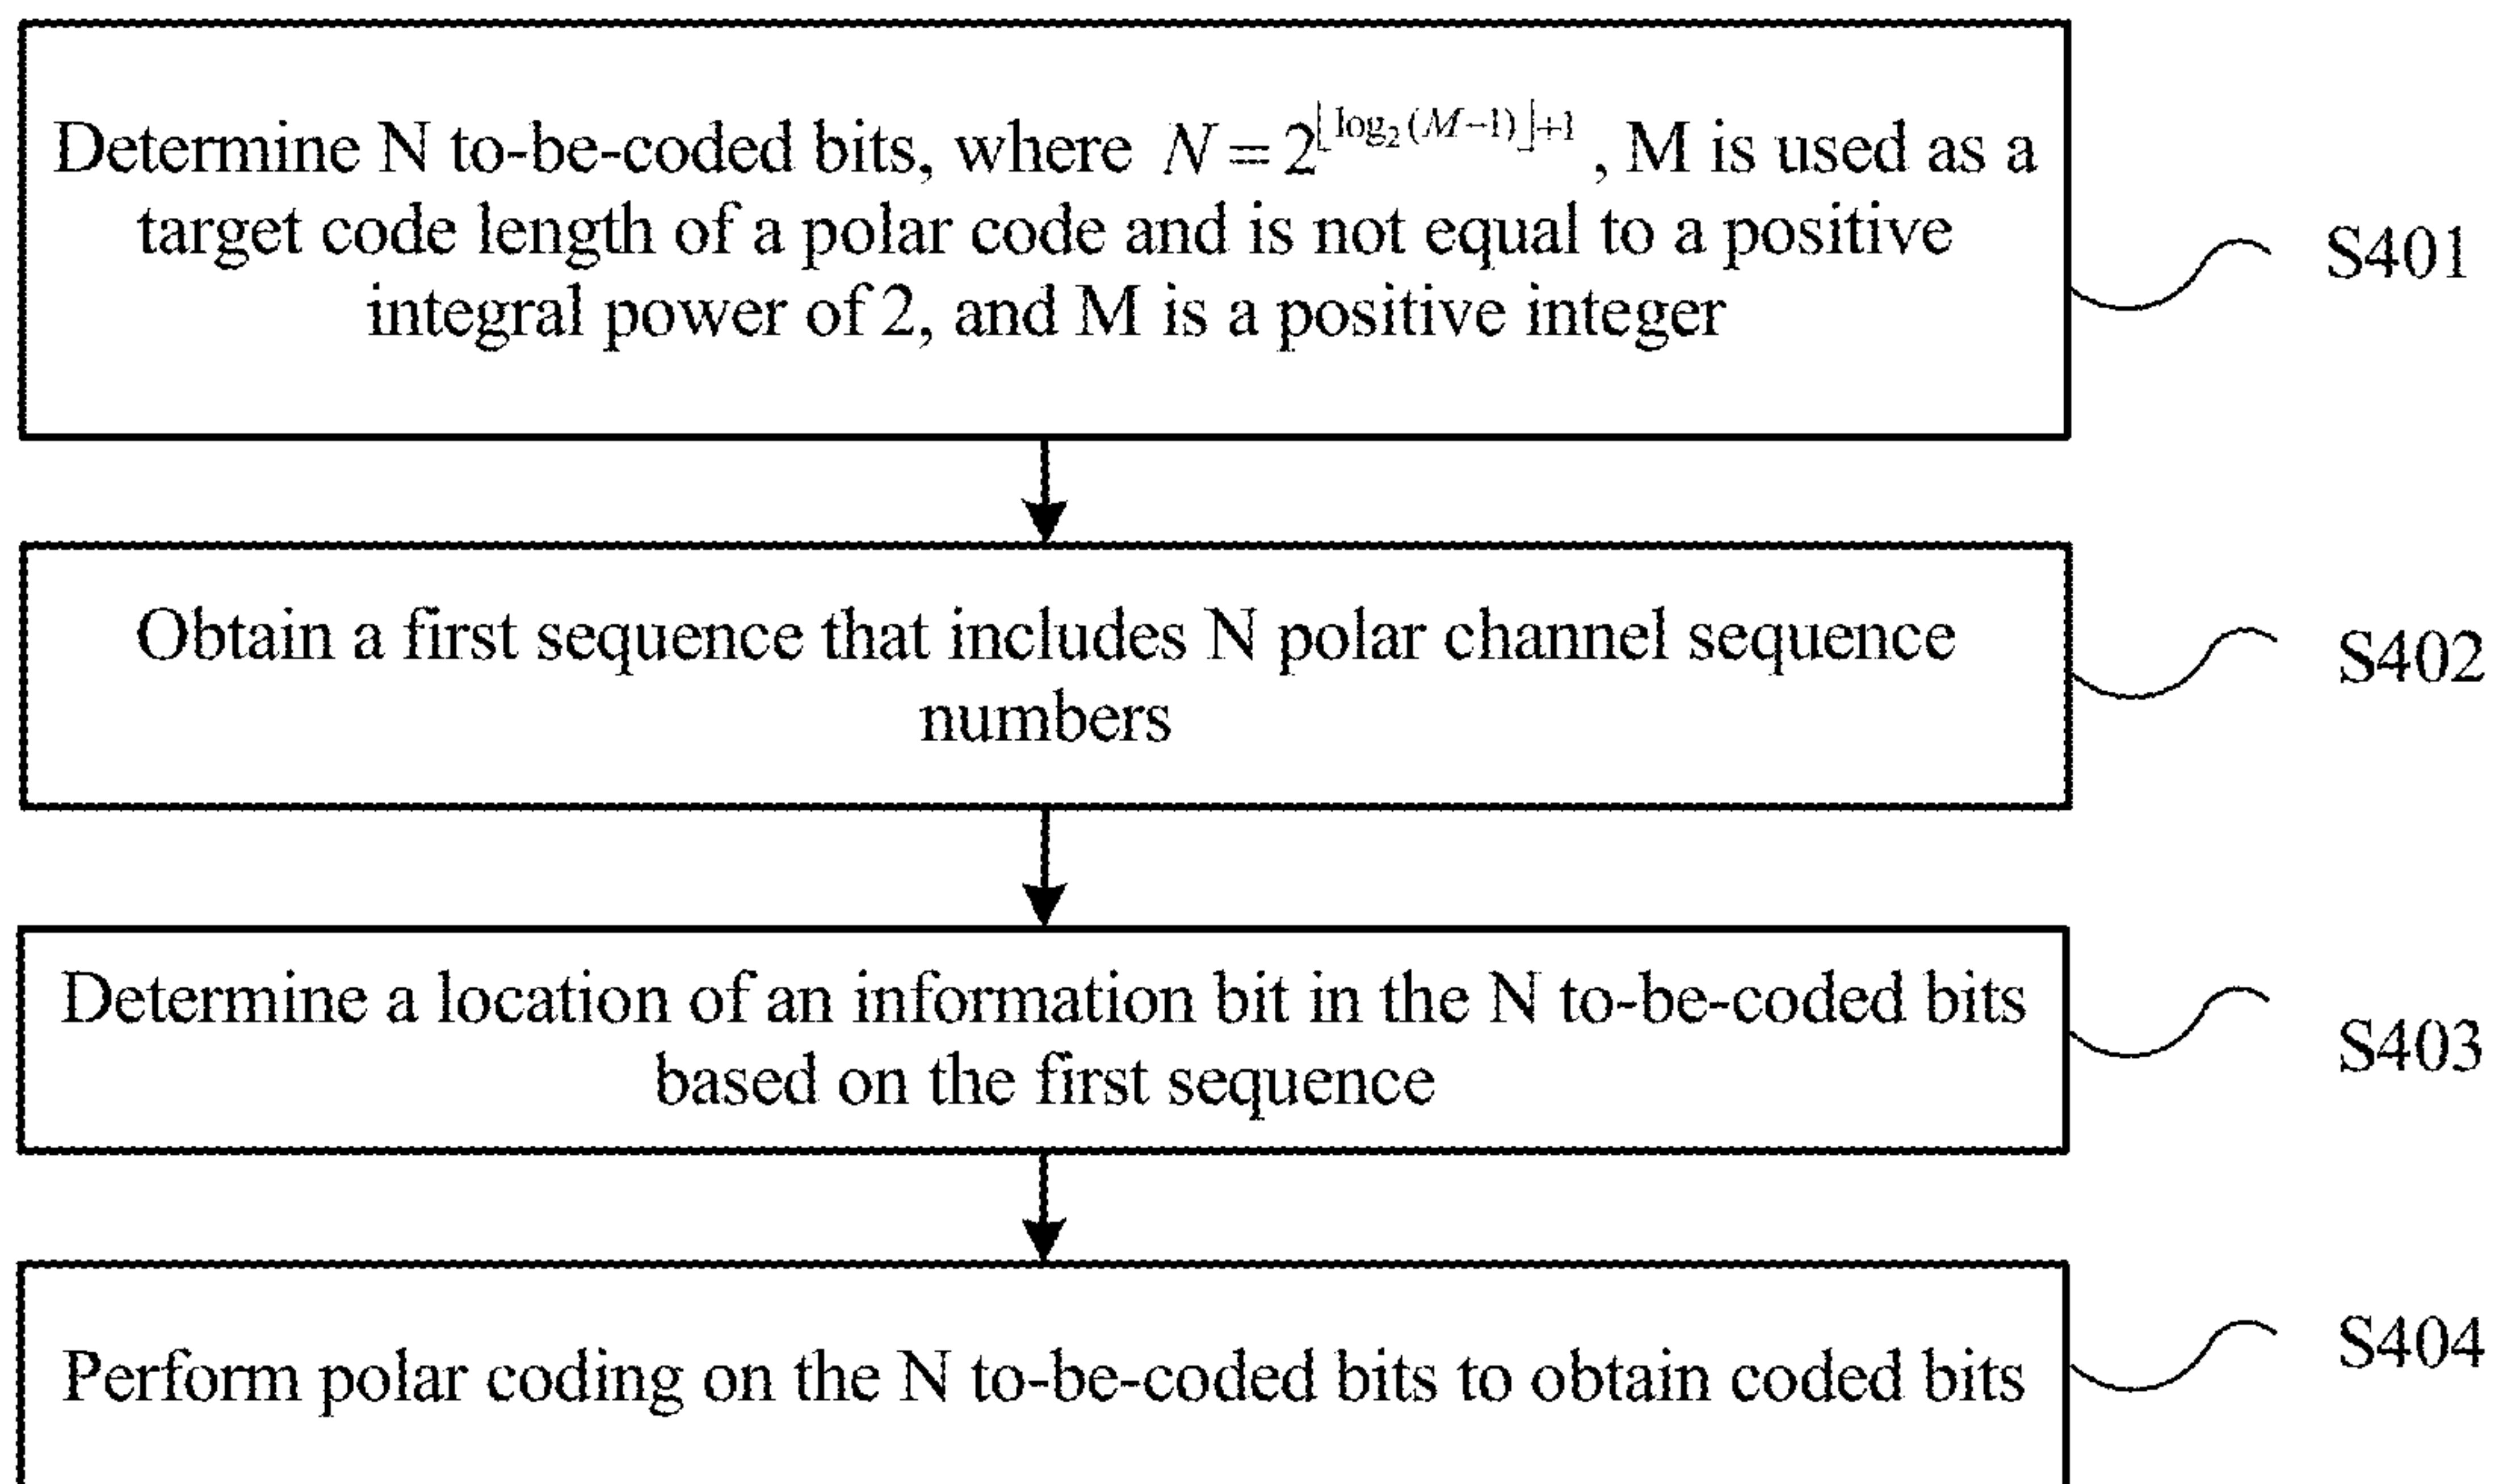 Determine N to-be-coded bits, where N = 2^{⌊log₂(M−1)⌋+1}, M is used as a
target code length of a polar code and is not equal to a positive
integral power of 2, and M is a positive integer
S401
Obtain a first sequence that includes N polar channel sequence
numbers
S402
Determine a location of an information bit in the N to-be-coded bits
based on the first sequence
S403
Perform polar coding on the N to-be-coded bits to obtain coded bits
S404